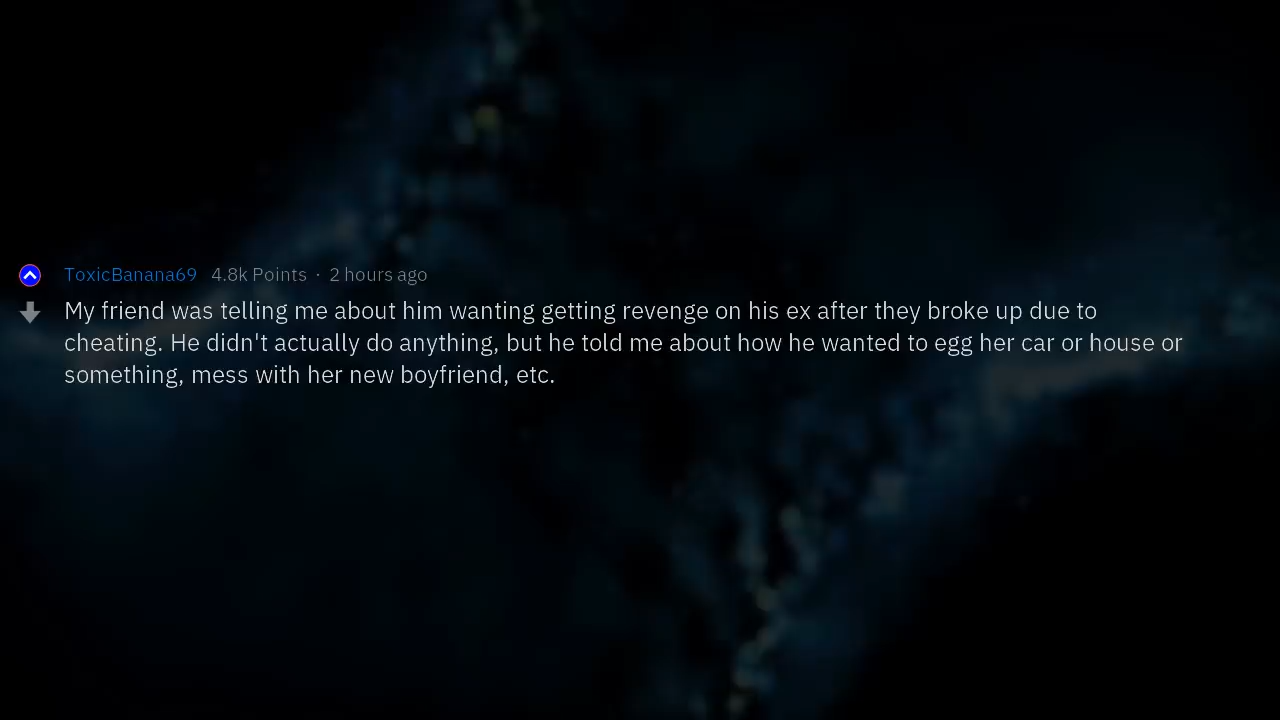 ToxicBanana69 4.8k Points · 2 hours ago
My friend was telling me about him wanting getting revenge on his ex after they broke up due to
cheating. He didn't actually do anything, but he told me about how he wanted to egg her car or house or
something, mess with her new boyfriend, etc.